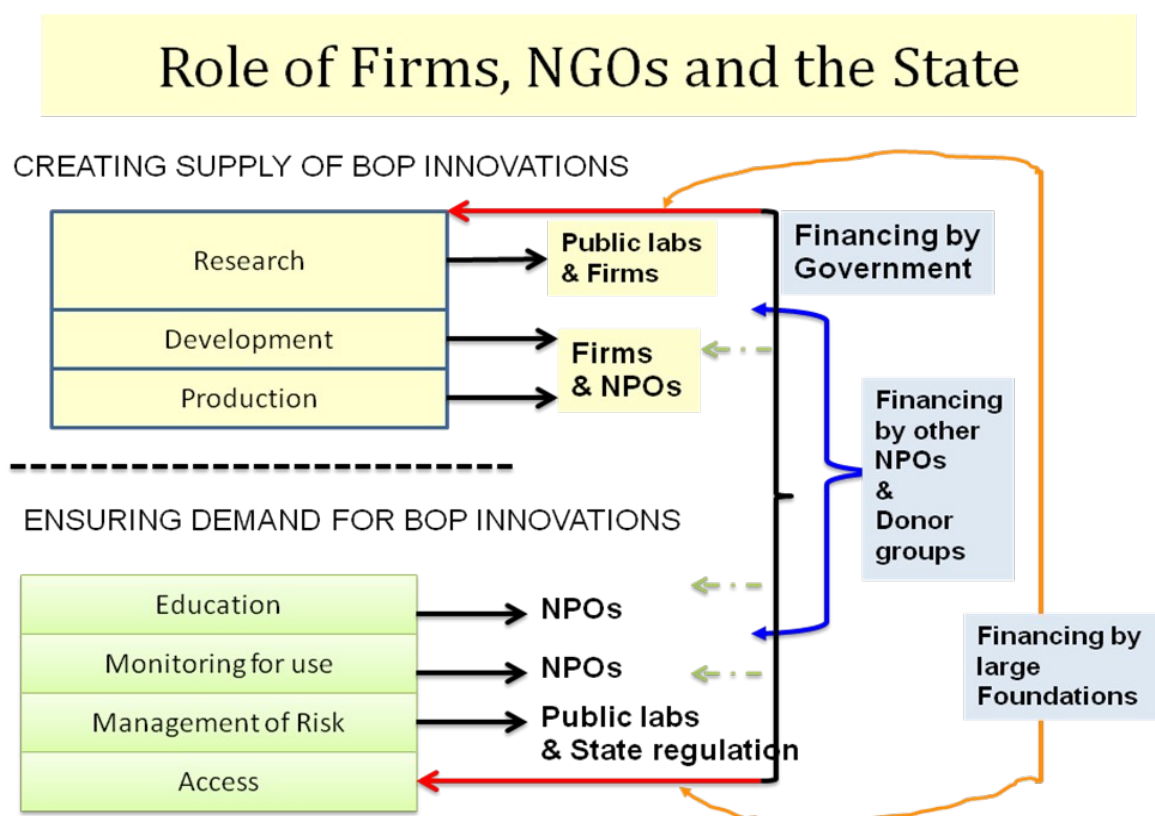 Role of Firms, NGOs and the State
CREATING SUPPLY OF BOP INNOVATIONS
Research
Public labs
& Firms
Financing by
Government
Development
Production
Firms
& NPOs
Financing
by other
NPOs
&
Donor
groups
ENSURING DEMAND FOR BOP INNOVATIONS
Education
NPOs
Monitoring for use
NPOs
Management of Risk
Public labs
& State regulation
Access
Financing by
large
Foundations